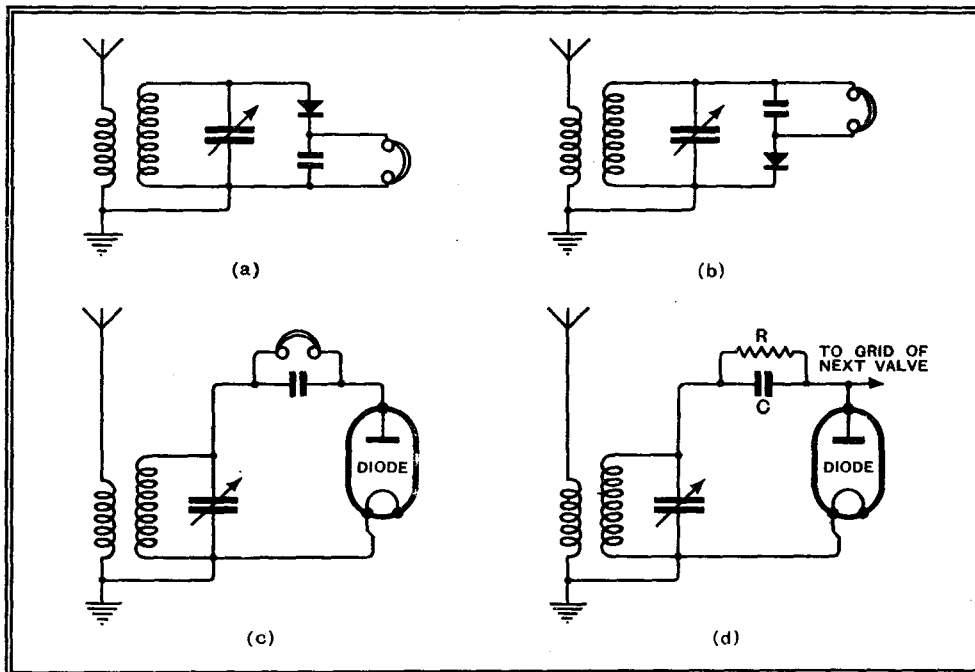 (a)
(b)
R
TO GRID OF
NEXT VALVE
C
DIODE
DIODE
(c)
(d)